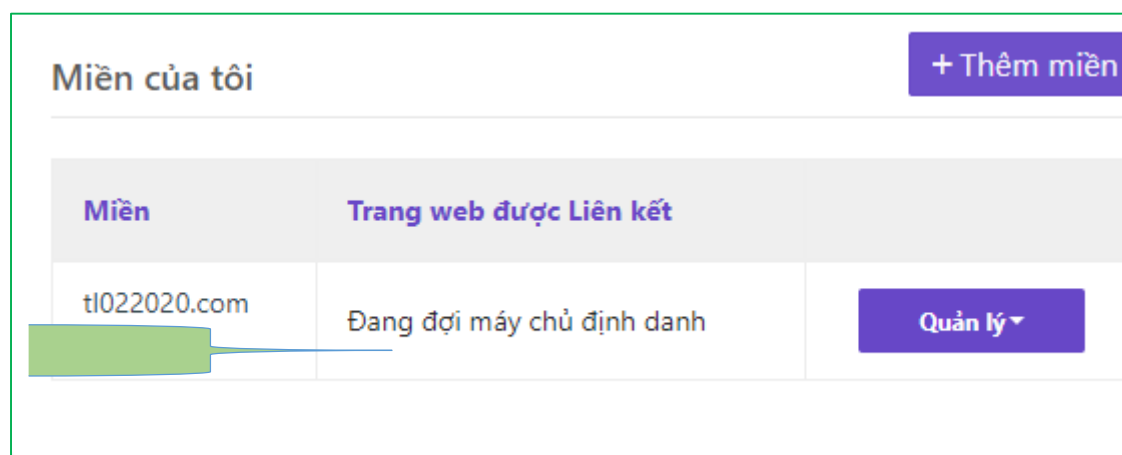 Miền của tôi
+ Thêm miền
Miền
Trang web được Liên kết
tl022020.com
Đang đợi máy chủ định danh
Quản lý